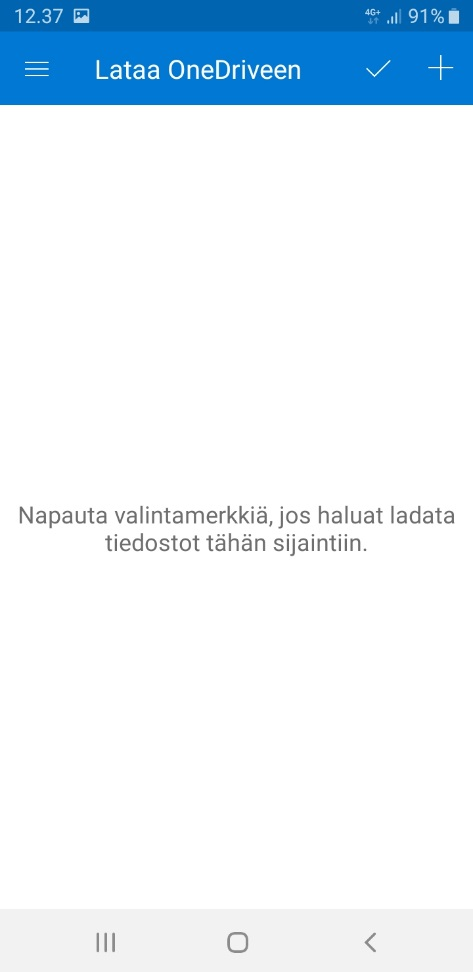 12.37 4G+ 91%
Lataa OneDriveen
Napauta valintamerkkiä, jos haluat ladata
tiedostot tähän sijaintiin.